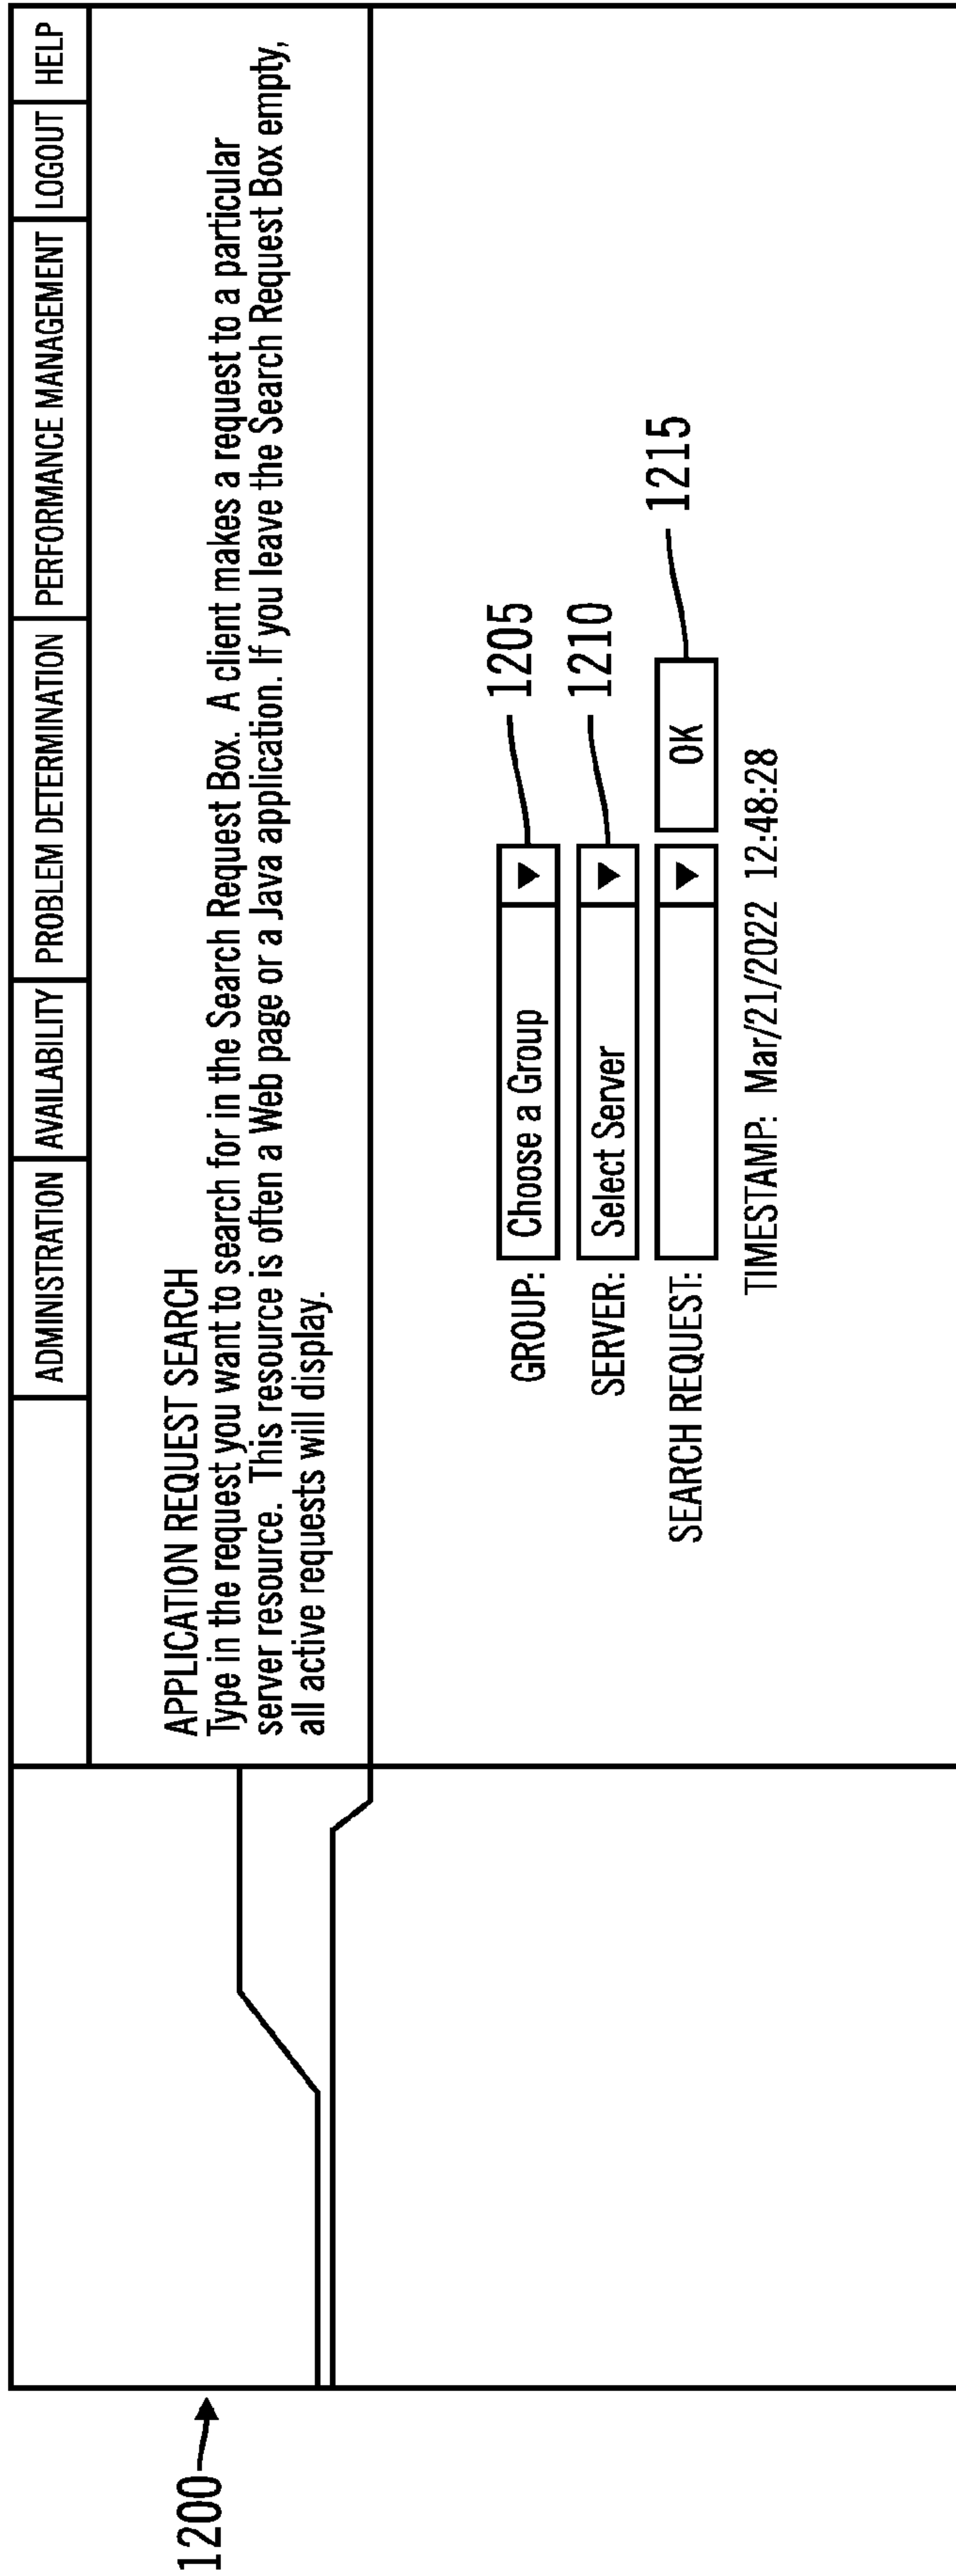 1200
ADMINISTRATION AVAILABILITY PROBLEM DETERMINATION PERFORMANCE MANAGEMENT LOGOUT HELP
APPLICATION REQUEST SEARCH
Type in the request you want to search for in the Search Request Box. A client makes a request to a particular
server resource. This resource is often a Web page or a Java application. If you leave the Search Request Box empty,
all active requests will display.
GROUP: Choose a Group 1205
SERVER: Select Server 1210
SEARCH REQUEST: OK 1215
TIMESTAMP: Mar/21/2022 12:48:28